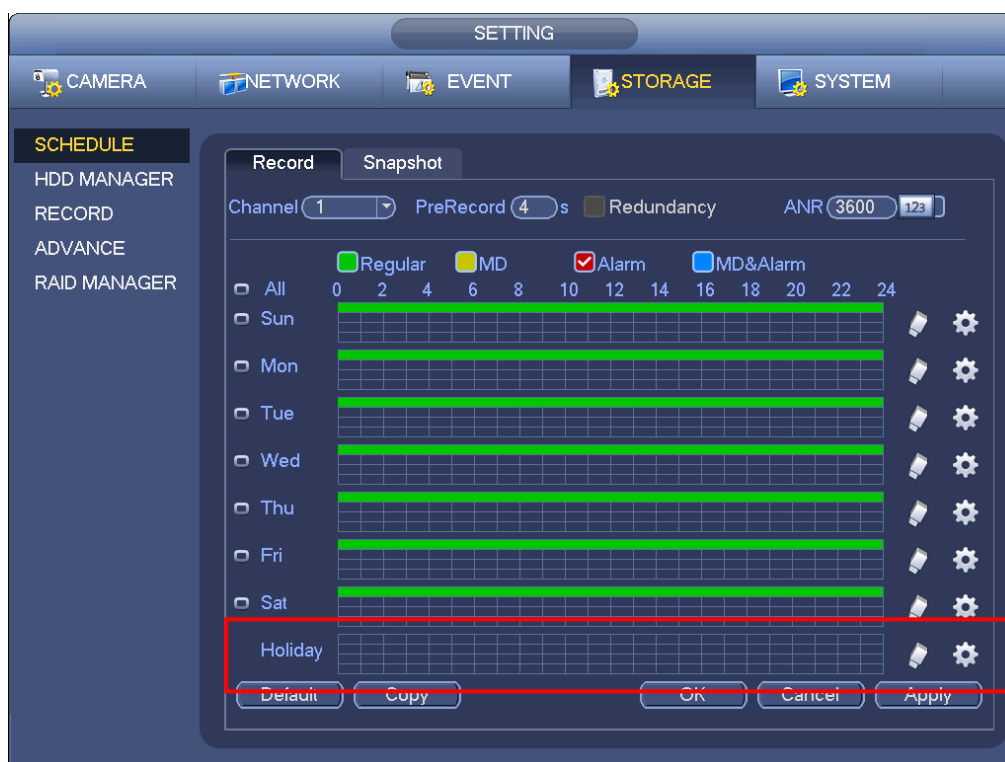 SETTING
CAMERA NETWORK EVENT STORAGE SYSTEM
SCHEDULE
HDD MANAGER
RECORD
ADVANCE
RAID MANAGER
Record Snapshot
Channel 1 PreRecord 4 s Redundancy ANR 3600 123
Regular MD Alarm MD&Alarm
All 0 2 4 6 8 10 12 14 16 18 20 22 24
Sun
Mon
Tue
Wed
Thu
Fri
Sat
Holiday
Default Copy OK Cancel Apply